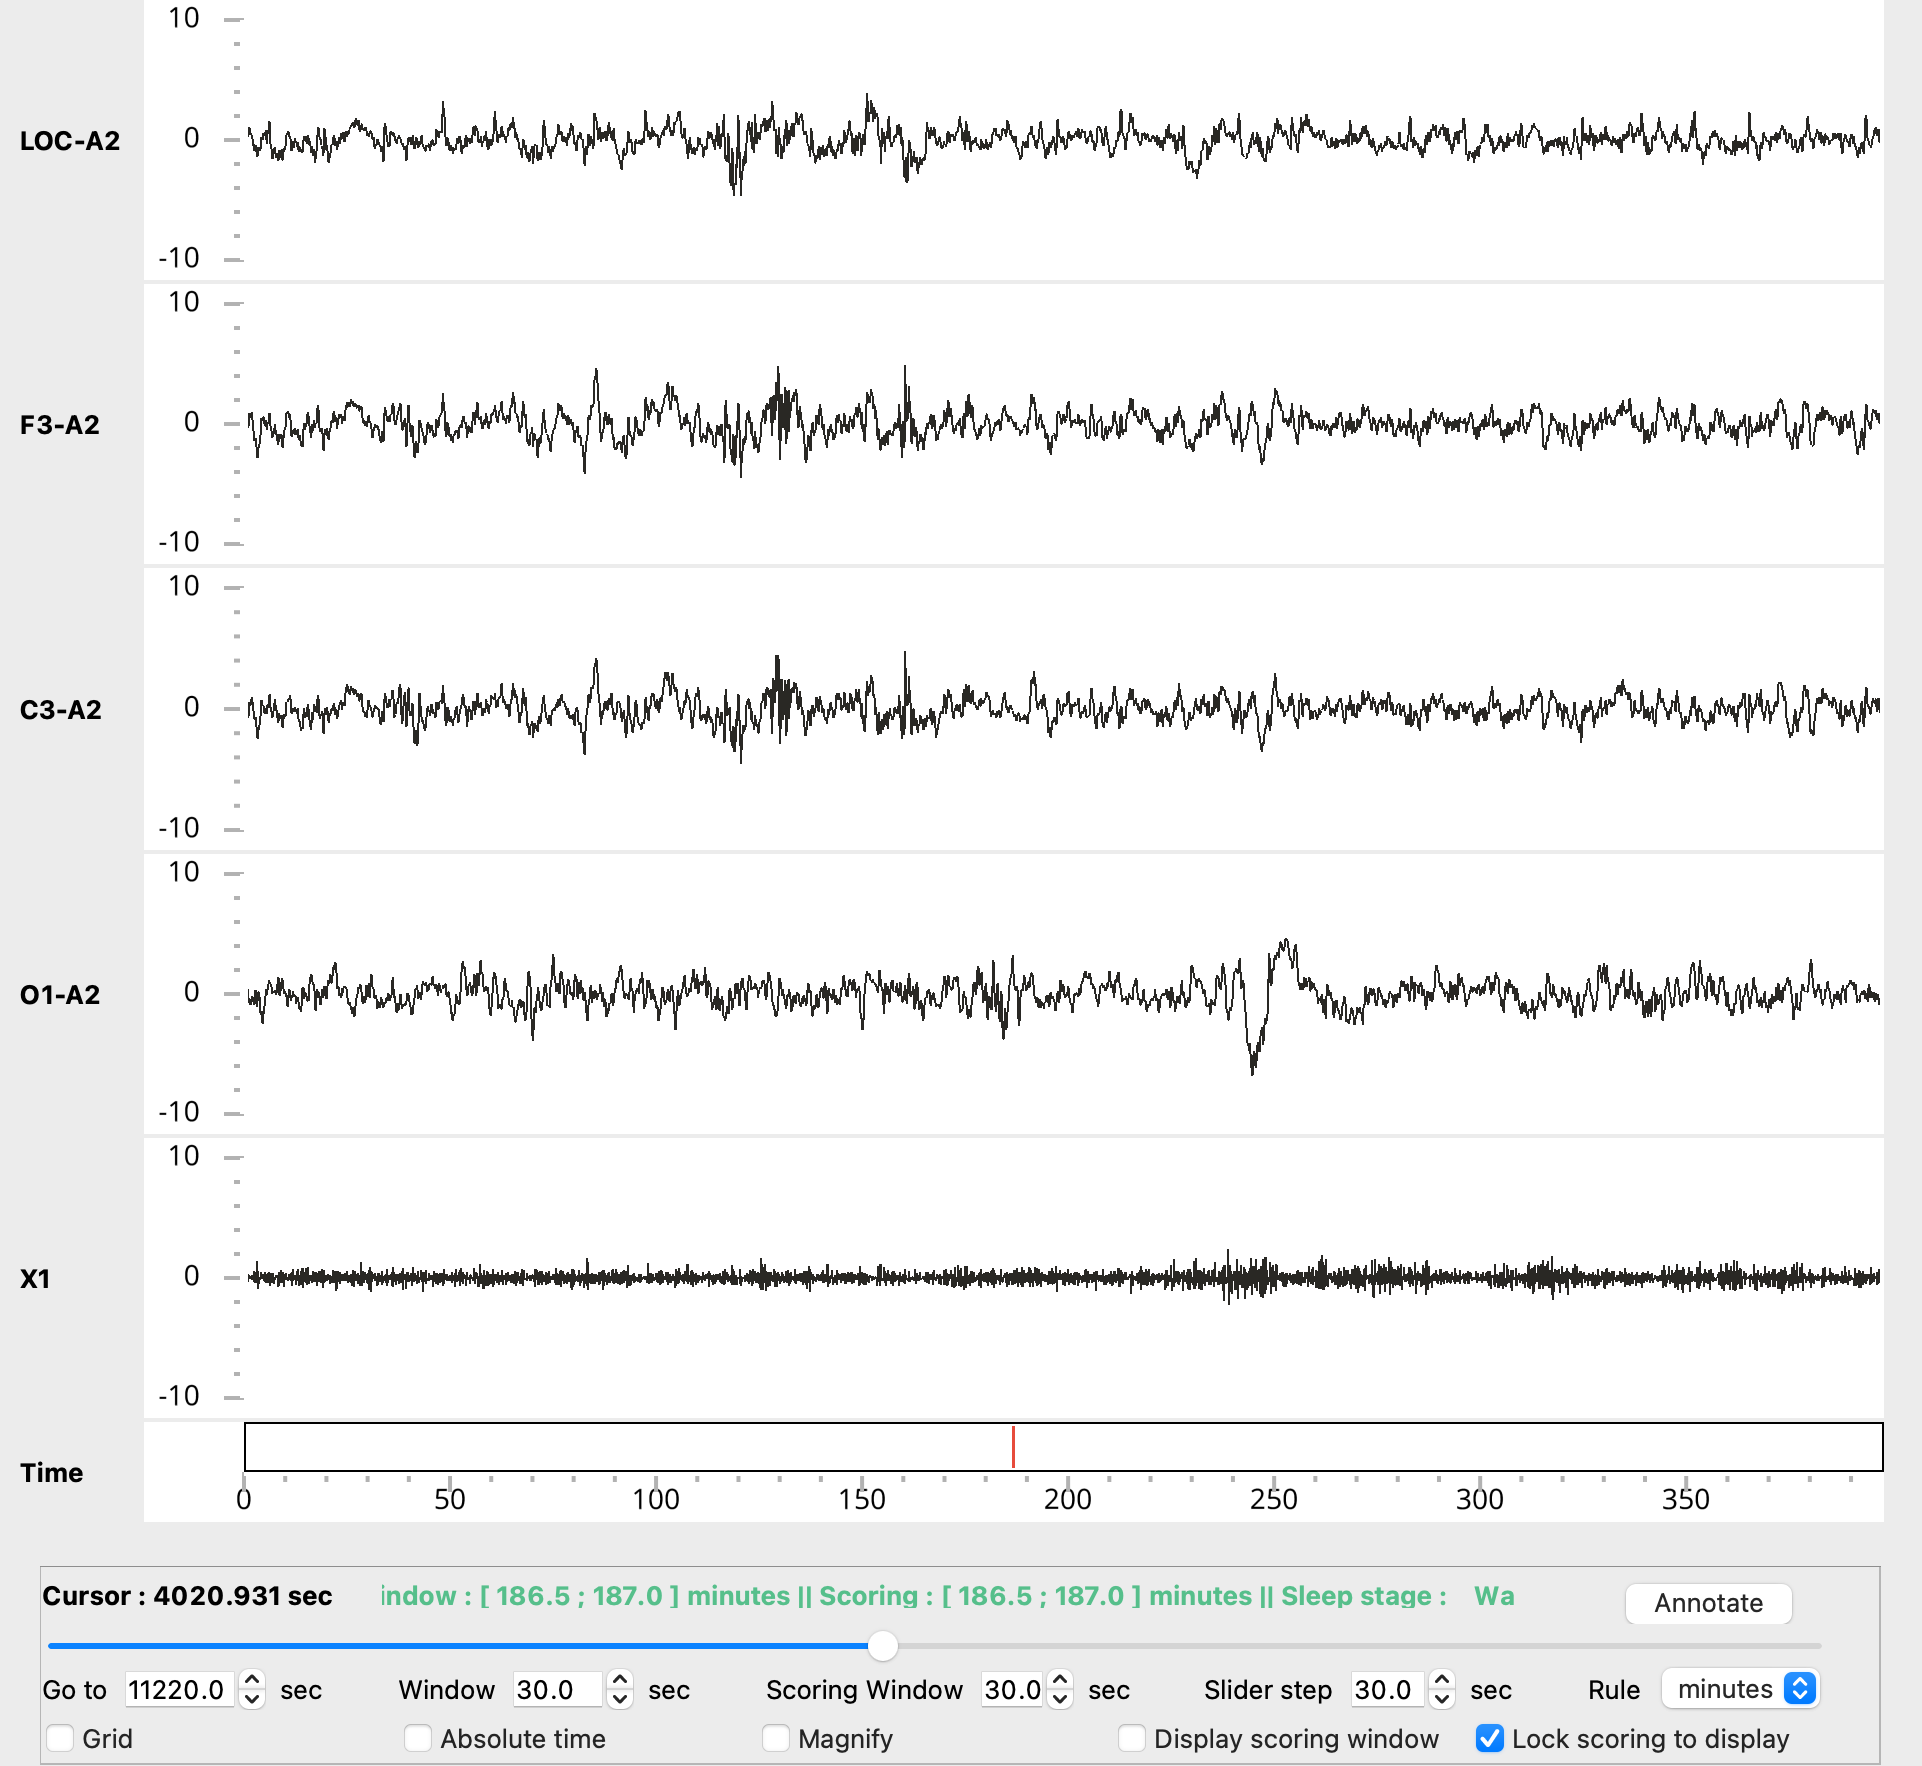 10
LOC-A2
0
-10
10
F3-A2
0
-10
10
C3-A2
0
-10
10
O1-A2
0
-10
10
X1
0
-10
Time
0 50 100 150 200 250 300 350
Cursor : 4020.931 sec indow : [ 186.5 ; 187.0 ] minutes || Scoring : [ 186.5 ; 187.0 ] minutes || Sleep stage : Wa Annotate
Go to 11220.0 sec Window 30.0 sec Scoring Window 30.0 sec Slider step 30.0 sec Rule minutes
Grid Absolute time Magnify Display scoring window Lock scoring to display